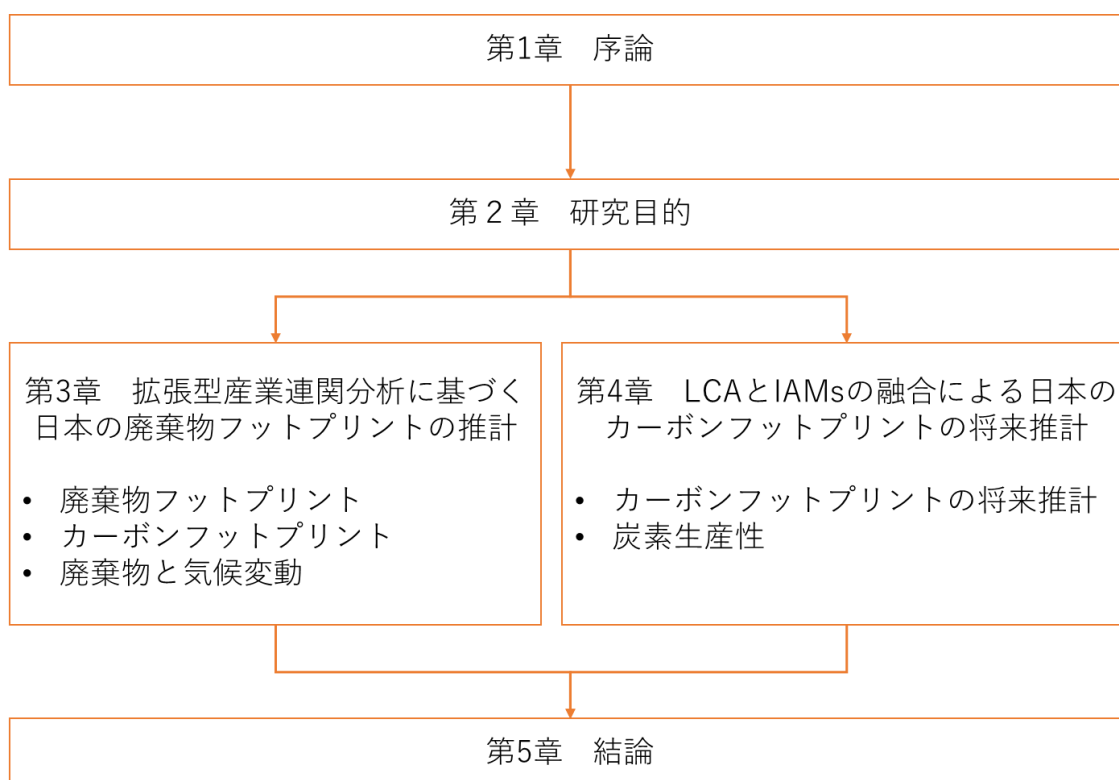 第1章　序論
第２章　研究目的
第3章　拡張型産業連関分析に基づく
日本の廃棄物フットプリントの推計
• 廃棄物フットプリント
• カーボンフットプリント
• 廃棄物と気候変動
第4章　LCAとIAMsの融合による日本の
カーボンフットプリントの将来推計
• カーボンフットプリントの将来推計
• 炭素生産性
第5章　結論